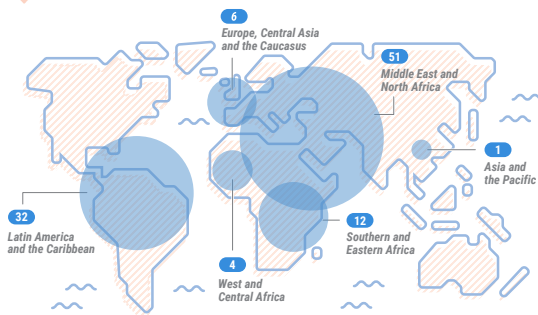 6
Europe, Central Asia
and the Caucasus
51
Middle East and
North Africa
1
Asia and
the Pacific
32
Latin America
and the Caribbean
12
Southern and
Eastern Africa
4
West and
Central Africa